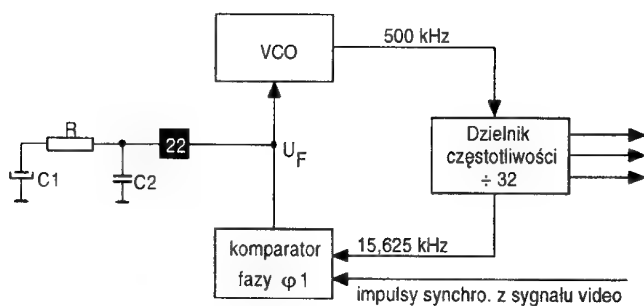 500 kHz
VCO
R
22
U_F
C1
C2
Dzielnik
częstotliwości
÷ 32
15,625 kHz
komparator
fazy φ 1
impulsy synchro. z sygnału video